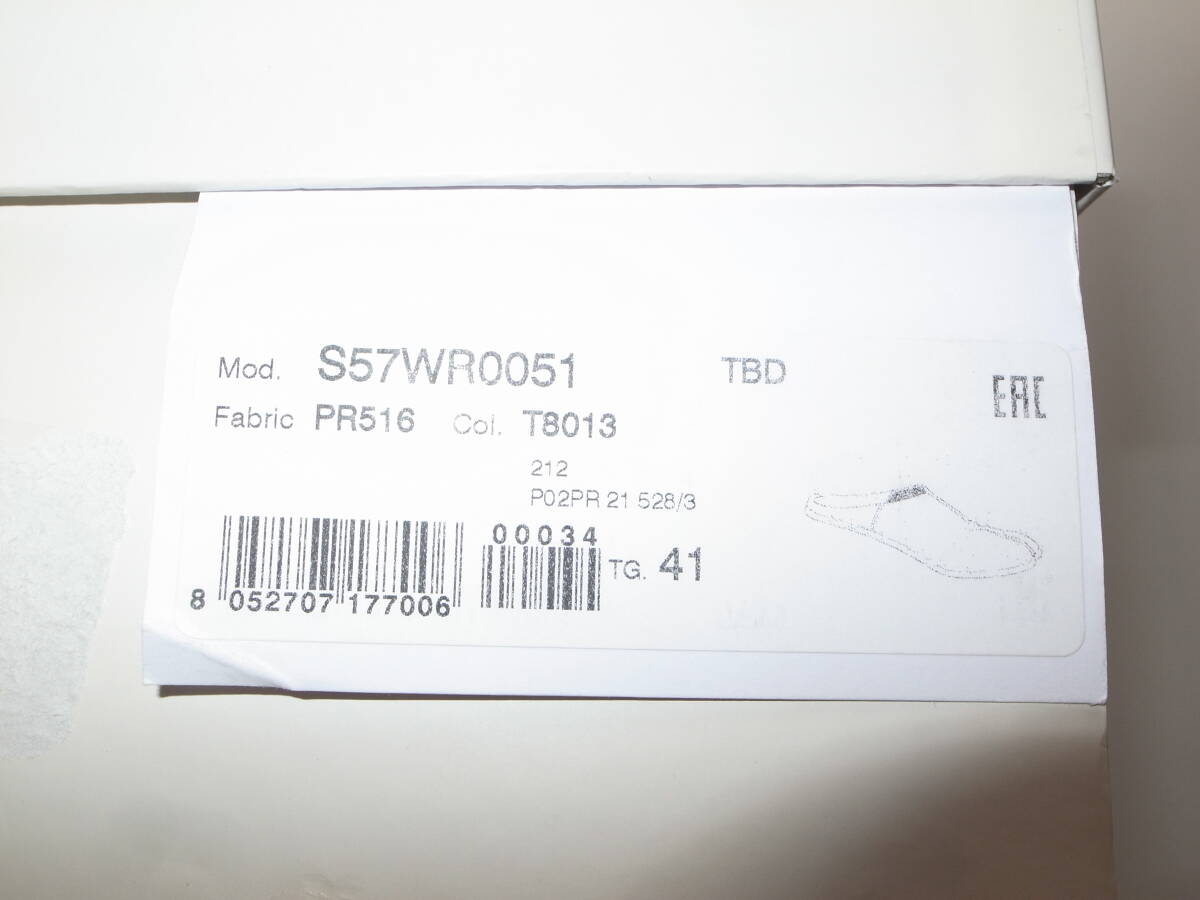 Mod. S57WR0051 TBD
EAC
Fabric PR516 Col. T8013
212
P02PR 21 528/3
00034
TG. 41
8 052707 177006